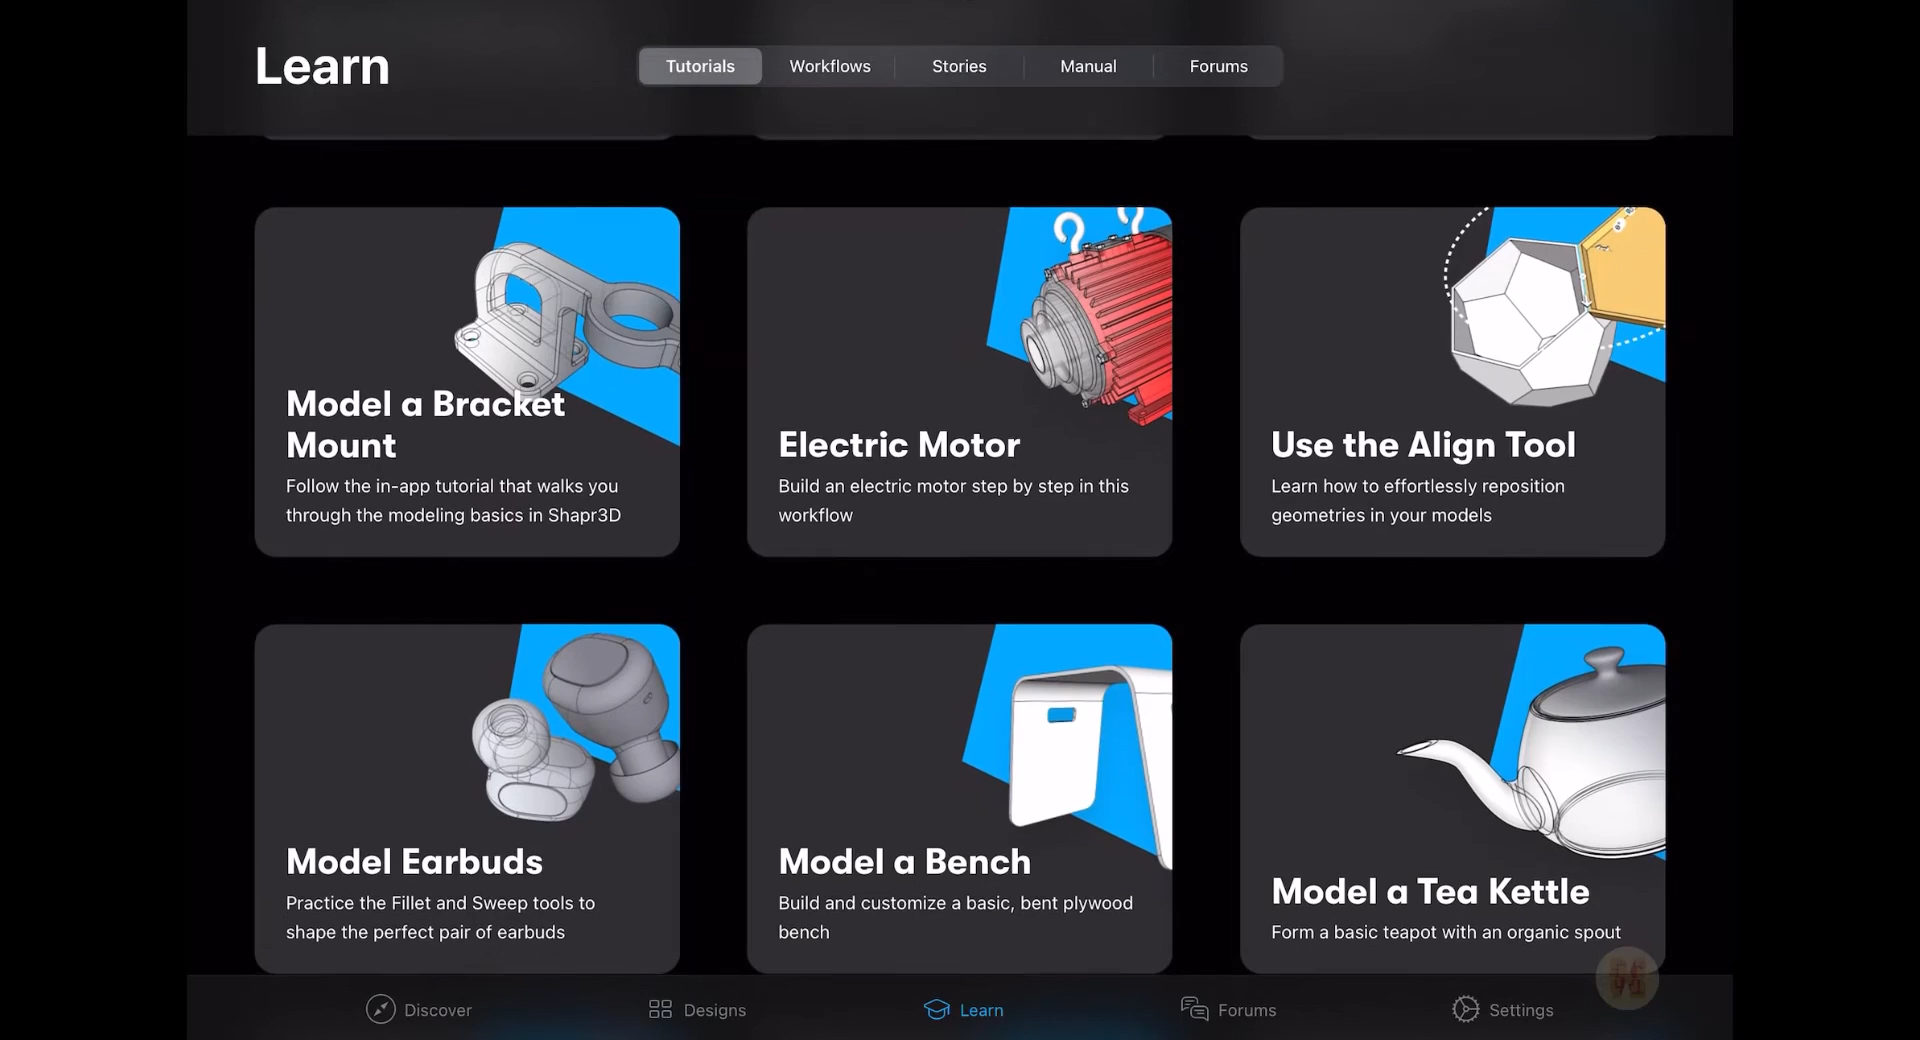 Learn
Tutorials
Workflows
Stories
Manual
Forums
Model a Bracket
Mount
Follow the in-app tutorial that walks you
through the modeling basics in Shapr3D
Electric Motor
Build an electric motor step by step in this
workflow
Use the Align Tool
Learn how to effortlessly reposition
geometries in your models
Model Earbuds
Practice the Fillet and Sweep tools to
shape the perfect pair of earbuds
Model a Bench
Build and customize a basic, bent plywood
bench
Model a Tea Kettle
Form a basic teapot with an organic spout
Discover
Designs
Learn
Forums
Settings